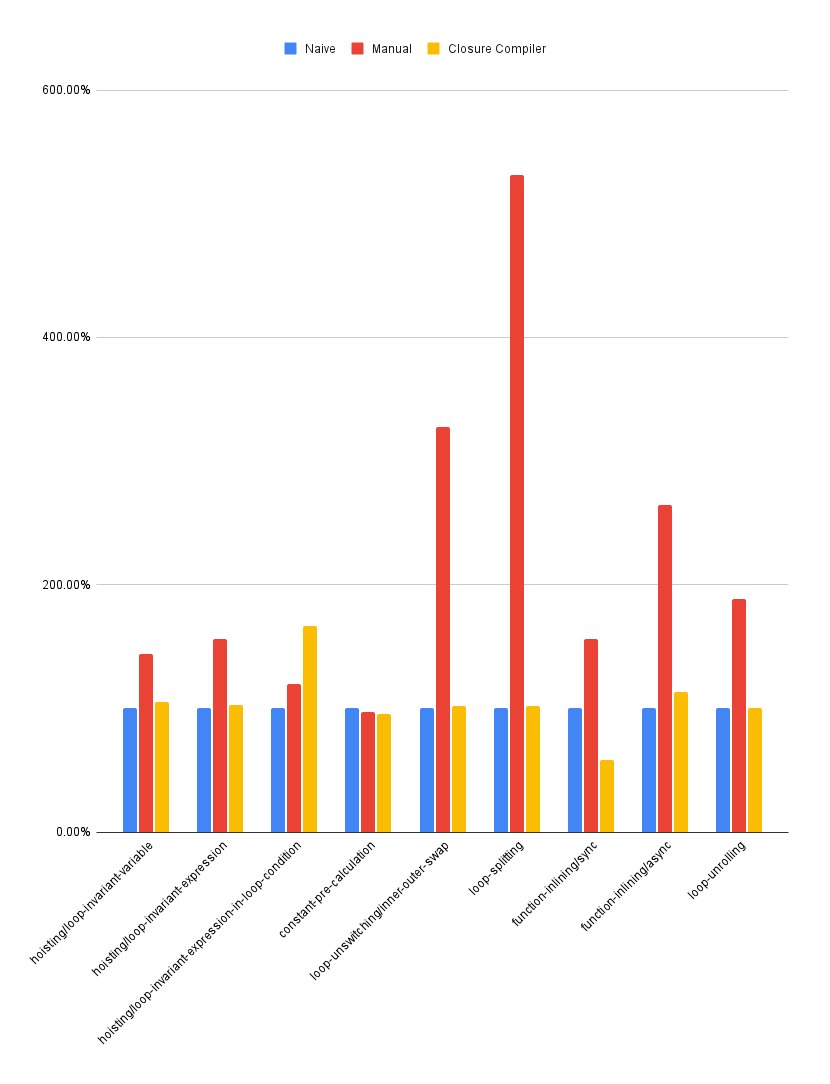 Naive Manual Closure Compiler
600.00%
400.00%
200.00%
0.00%
hoisting/loop-invariant-variable
hoisting/loop-invariant-expression
hoisting/loop-invariant-expression-in-loop-condition
constant-pre-calculation
loop-unswitching/inner-outer-swap
loop-splitting
function-inlining/sync
function-inlining/async
loop-unrolling